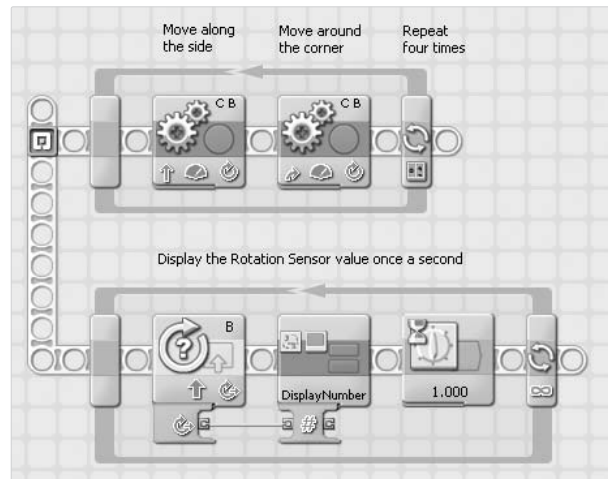 Move along
the side
Move around
the corner
Repeat
four times
C B
C B
Display the Rotation Sensor value once a second
B
DisplayNumber
1.000
#